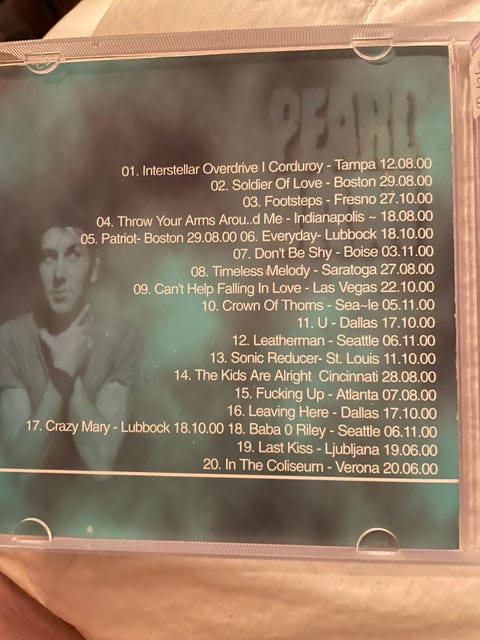 PEARL
01. Interstellar Overdrive I Corduroy - Tampa 12.08.00
02. Soldier Of Love - Boston 29.08.00
03. Footsteps - Fresno 27.10.00
04. Throw Your Arms Arou..d Me - Indianapolis ~ 18.08.00
05. Patriot- Boston 29.08.00 06. Everyday- Lubbock 18.10.00
07. Don't Be Shy - Boise 03.11.00
08. Timeless Melody - Saratoga 27.08.00
09. Can't Help Falling In Love - Las Vegas 22.10.00
10. Crown Of Thorns - Sea~le 05.11.00
11. U - Dallas 17.10.00
12. Leatherman - Seattle 06.11.00
13. Sonic Reducer- St. Louis 11.10.00
14. The Kids Are Alright Cincinnati 28.08.00
15. Fucking Up - Atlanta 07.08.00
16. Leaving Here - Dallas 17.10.00
17. Crazy Mary - Lubbock 18.10.00 18. Baba 0 Riley - Seattle 06.11.00
19. Last Kiss - Ljubljana 19.06.00
20. In The Coliseum - Verona 20.06.00